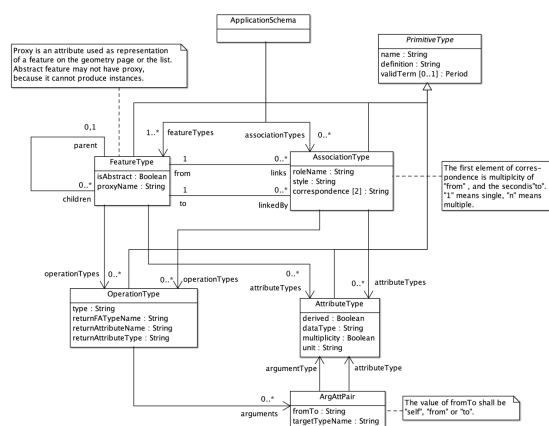 ApplicationSchema
Proxy is an attribute used as representation
of a feature on the geometry page or the list.
Abstract feature may not have proxy,
because it cannot produce instances.
PrimitiveType
name : String
definition : String
validTerm [0..1] : Period
0,1
parent
1..*
featureTypes
associationTypes
0..*
FeatureType
isAbstract : Boolean
proxyName : String
1
from
0..*
links
1
to
0..*
linkedBy
AssociationType
roleName : String
style : String
correspondence [2] : String
The first element of corres-
pondence is multiplcity of
"from" , and the secondis"to".
"1" means single, "n" means
multiple.
0..*
children
operationTypes
0..*
0..*
operationTypes
0..*
attributeTypes
0..*
attributeTypes
OperationType
type : String
returnFATypeName : String
returnAttributeName : String
returnAttributeType : String
AttributeType
derived : Boolean
dataType : String
multiplicity : Boolean
unit : String
argumentType
attributeType
0..*
arguments
ArgAttPair
fromTo : String
targetTypeName : String
The value of fromTo shall be
"self", "from" or "to".